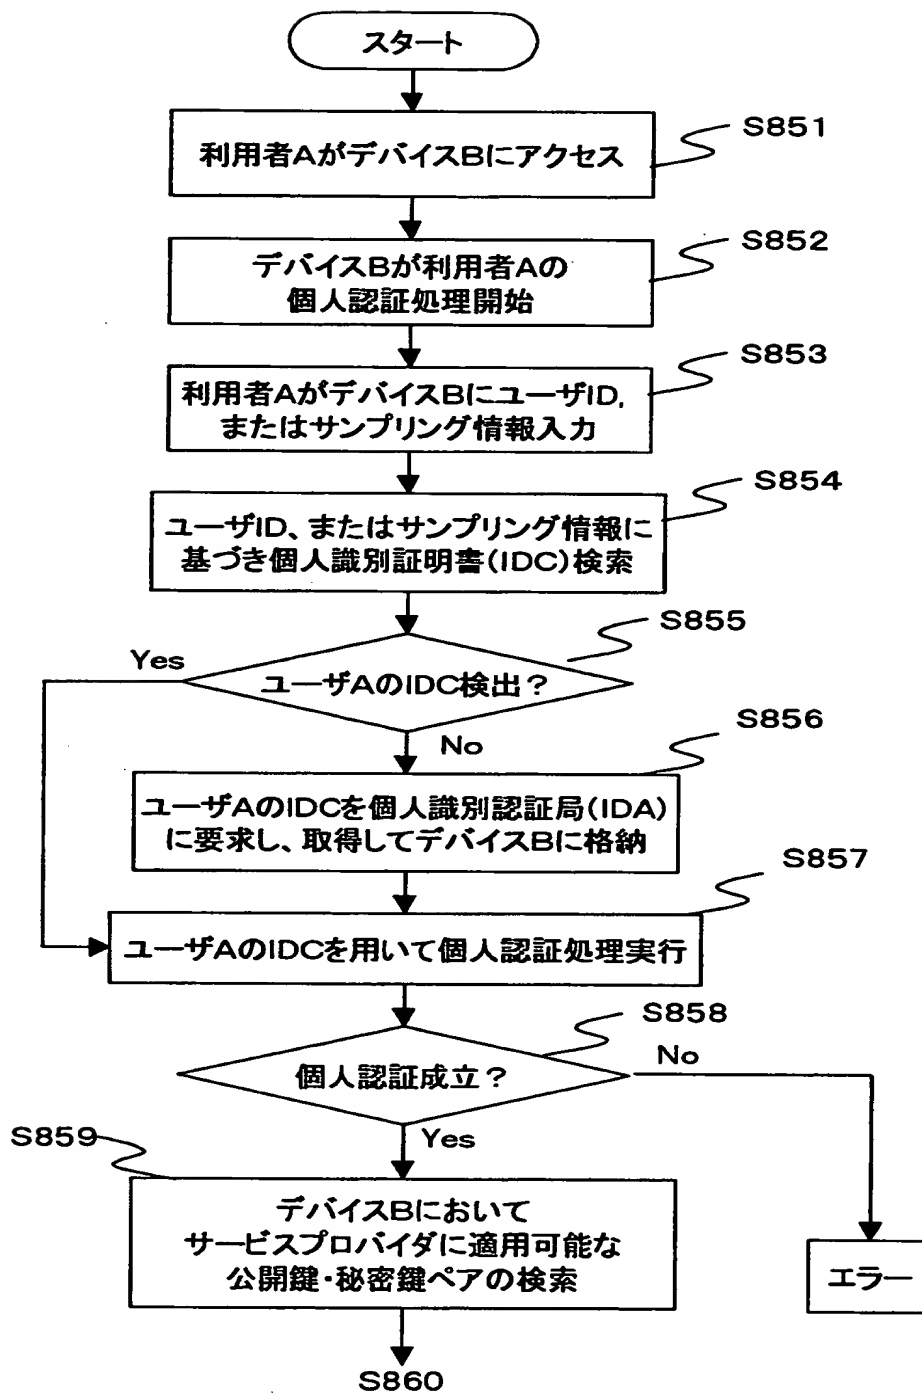 スタート
S851
利用者AがデバイスBにアクセス
S852
デバイスBが利用者Aの
個人認証処理開始
S853
利用者AがデバイスBにユーザID,
またはサンプリング情報入力
S854
ユーザID、またはサンプリング情報に
基づき個人識別証明書(IDC)検索
S855
Yes
ユーザAのIDC検出?
No
S856
ユーザAのIDCを個人識別認証局(IDA)
に要求し、取得してデバイスBに格納
S857
ユーザAのIDCを用いて個人認証処理実行
S858
No
個人認証成立?
Yes
S859
デバイスBにおいて
サービスプロバイダに適用可能な
公開鍵・秘密鍵ペアの検索
エラー
S860